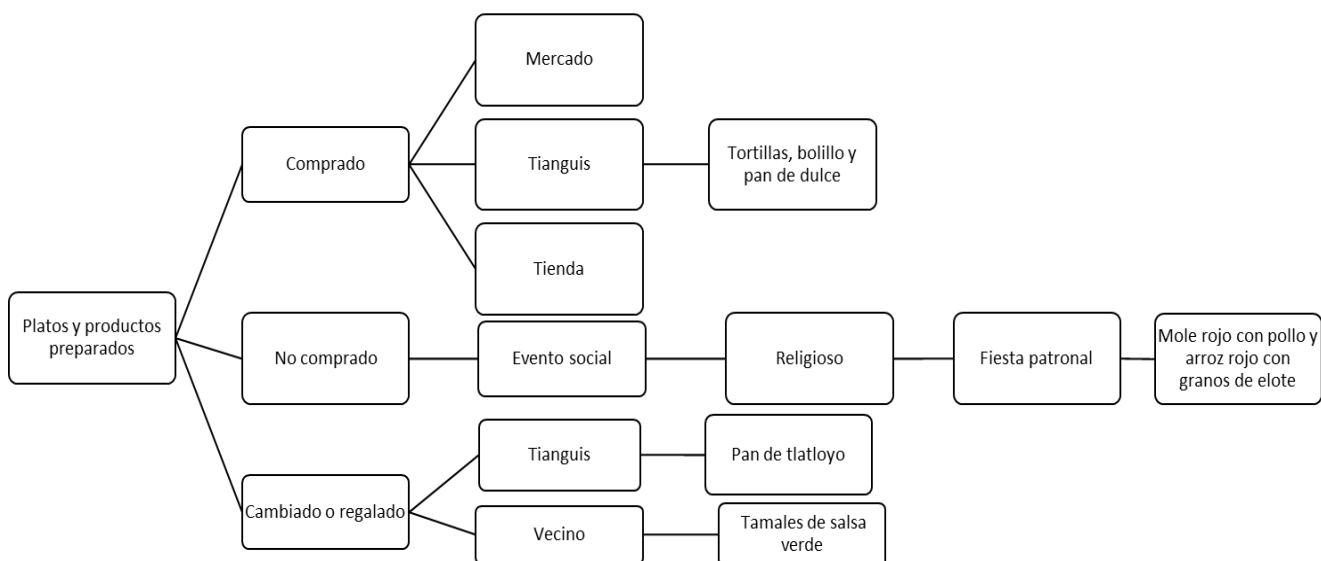 Mercado
Comprado
Tianguis
Tortillas, bolillo y
pan de dulce
Tienda
Platos y productos
preparados
No comprado
Evento social
Religioso
Fiesta patronal
Mole rojo con pollo y
arroz rojo con
granos de elote
Cambiado o regalado
Tianguis
Pan de tlatloyo
Vecino
Tamales de salsa
verde